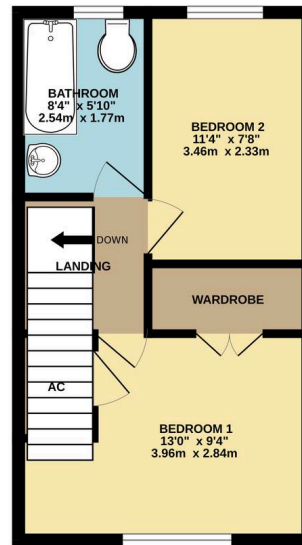 BATHROOM
8'4" x 5'10"
2.54m x 1.77m
BEDROOM 2
11'4" x 7'8"
3.46m x 2.33m
DOWN
LANDING
WARDROBE
AC
BEDROOM 1
13'0" x 9'4"
3.96m x 2.84m